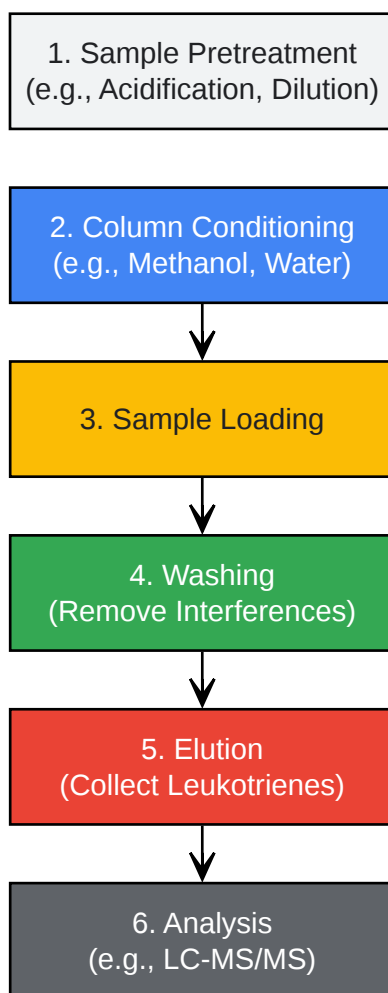 1. Sample Pretreatment
(e.g., Acidification, Dilution)
2. Column Conditioning
(e.g., Methanol, Water)
3. Sample Loading
4. Washing
(Remove Interferences)
5. Elution
(Collect Leukotrienes)
6. Analysis
(e.g., LC-MS/MS)